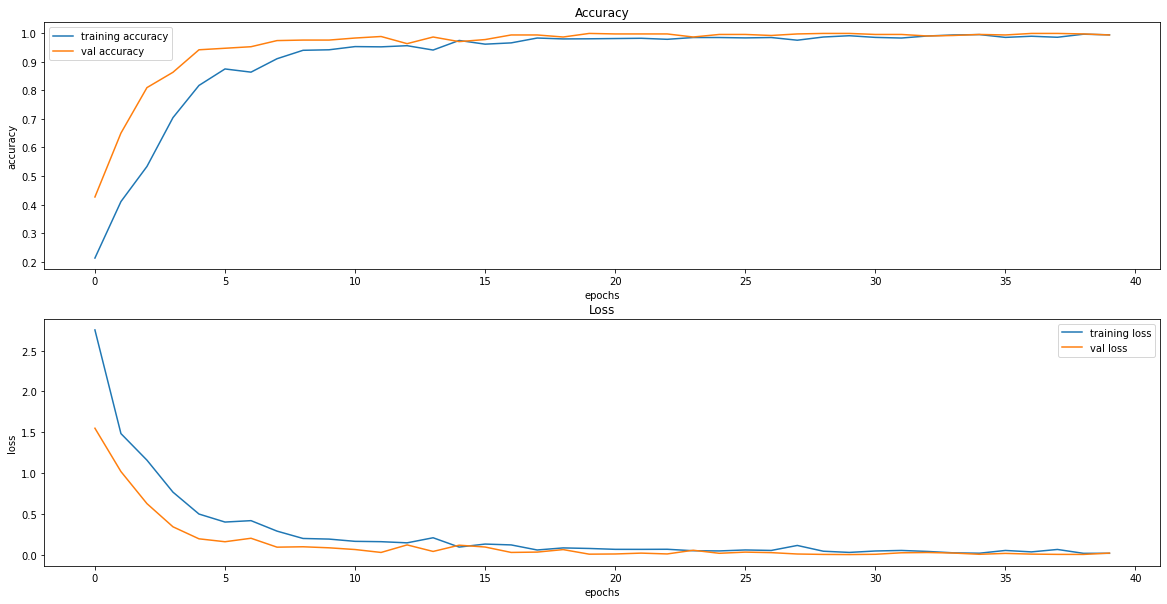 Accuracy
training accuracy
val accuracy
accuracy
1.0
0.9
0.8
0.7
0.6
0.5
0.4
0.3
0.2
0 5 10 15 20 25 30 35 40
epochs
Loss
training loss
val loss
loss
2.5
2.0
1.5
1.0
0.5
0.0
0 5 10 15 20 25 30 35 40
epochs